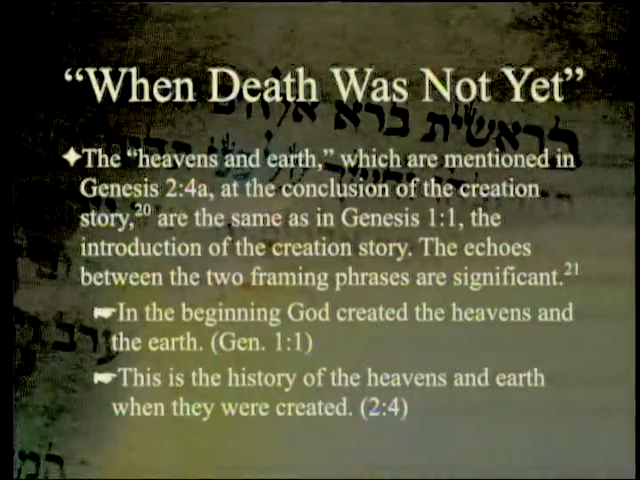 “When Death Was Not Yet”
בראשית ברא אלהים
✦The “heavens and earth,” which are mentioned in
Genesis 2:4a, at the conclusion of the creation
story,20 are the same as in Genesis 1:1, the
introduction of the creation story. The echoes
between the two framing phrases are significant.21
☛In the beginning God created the heavens and
the earth. (Gen. 1:1)
☛This is the history of the heavens and earth
when they were created. (2:4)